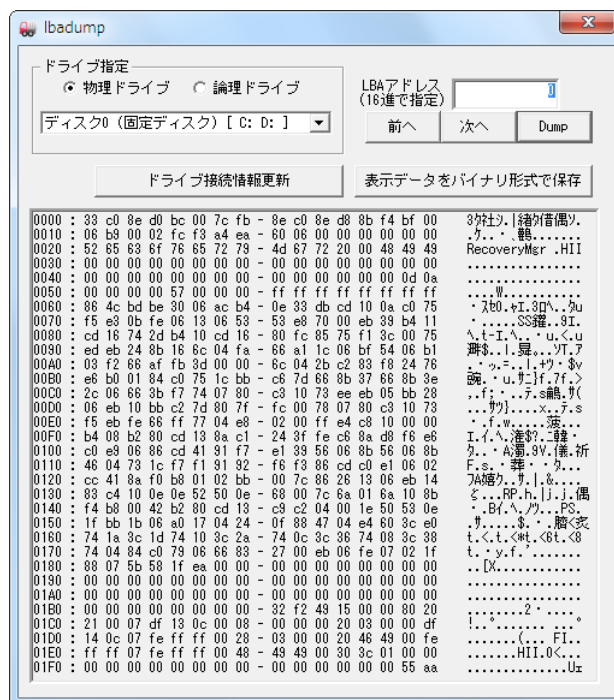 lbadump
ドライブ指定
物理ドライブ 論理ドライブ
ディスク0 (固定ディスク) [ C: D: ]
LBAアドレス
(16進で指定)
0
前へ 次へ Dump
ドライブ接続情報更新 表示データをバイナリ形式で保存
0000 : 33 c0 8e d0 bc 00 7c fb - 8e c0 8e d8 8b f4 bf 00
0010 : 06 b9 00 02 fc f3 a4 ea - 60 06 00 00 00 00 00 00
0020 : 52 65 63 6f 76 65 72 79 - 4d 67 72 20 00 48 49 49 RecoveryMgr .HII
0030 : 00 00 00 00 00 00 00 00 - 00 00 00 00 00 00 00 00 ................
0040 : 00 00 00 00 00 00 00 00 - 00 00 00 00 00 00 0d 0a ................
0050 : 00 00 00 00 57 00 00 00 - ff ff ff ff ff ff ff ff ....W...........
0060 : 86 4c bd be 30 06 ac b4 - 0e 33 db cd 10 0a c0 75
0070 : f5 e3 0b fe 06 13 06 53 - 53 e8 70 00 eb 39 b4 11
0080 : cd 16 74 2d b4 10 cd 16 - 80 fc 85 75 f1 3c 00 75
0090 : ed eb 24 8b 16 6c 04 fa - 66 a1 1c 06 bf 54 06 b1
00A0 : 03 f2 66 af fb 3d 00 00 - 6c 04 2b c2 83 f8 24 76
00B0 : e6 b0 01 84 c0 75 1c bb - c6 7d 66 8b 37 66 8b 3e
00C0 : 2c 06 66 3b f7 74 07 80 - c3 10 73 ee eb 05 bb 28
00D0 : 06 eb 10 bb c2 7d 80 7f - fc 00 78 07 80 c3 10 73
00E0 : f5 eb fe 66 ff 77 04 e8 - 02 00 ff e4 c8 10 00 00
00F0 : b4 08 b2 80 cd 13 8a c1 - 24 3f fe c6 8a d8 f6 e6
0100 : c0 e9 06 86 cd 41 91 f7 - e1 39 56 08 8b 56 06 8b
0110 : 46 04 73 1c f7 f1 91 92 - f6 f3 86 cd c0 e1 06 02
0120 : cc 41 8a f0 b8 01 02 bb - 00 7c 86 26 13 06 eb 14
0130 : 83 c4 10 0e 0e 52 50 0e - 68 00 7c 6a 01 6a 10 8b
0140 : f4 b8 00 42 b2 80 cd 13 - c9 c2 04 00 1e 50 53 0e
0150 : 1f bb 1b 06 a0 17 04 24 - 0f 88 47 04 e4 60 3c e0
0160 : 74 1a 3c 1d 74 10 3c 2a - 74 0c 3c 36 74 08 3c 38 t.<.t.<*t.<6t.<8
0170 : 74 04 84 c0 79 06 66 83 - 27 00 eb 06 fe 07 02 1f
0180 : 88 07 5b 58 1f ea 00 00 - 00 00 00 00 00 00 00 00
0190 : 00 00 00 00 00 00 00 00 - 00 00 00 00 00 00 00 00 ................
01A0 : 00 00 00 00 00 00 00 00 - 00 00 00 00 00 00 00 00 ................
01B0 : 00 00 00 00 00 00 00 00 - 32 f2 49 15 00 00 80 20
01C0 : 21 00 07 df 13 0c 00 08 - 00 00 00 20 03 00 00 df
01D0 : 14 0c 07 fe ff ff 00 28 - 03 00 00 20 46 49 00 fe
01E0 : ff ff 07 fe ff ff 00 48 - 49 49 00 30 3c 01 00 00
01F0 : 00 00 00 00 00 00 00 00 - 00 00 00 00 00 00 55 aa